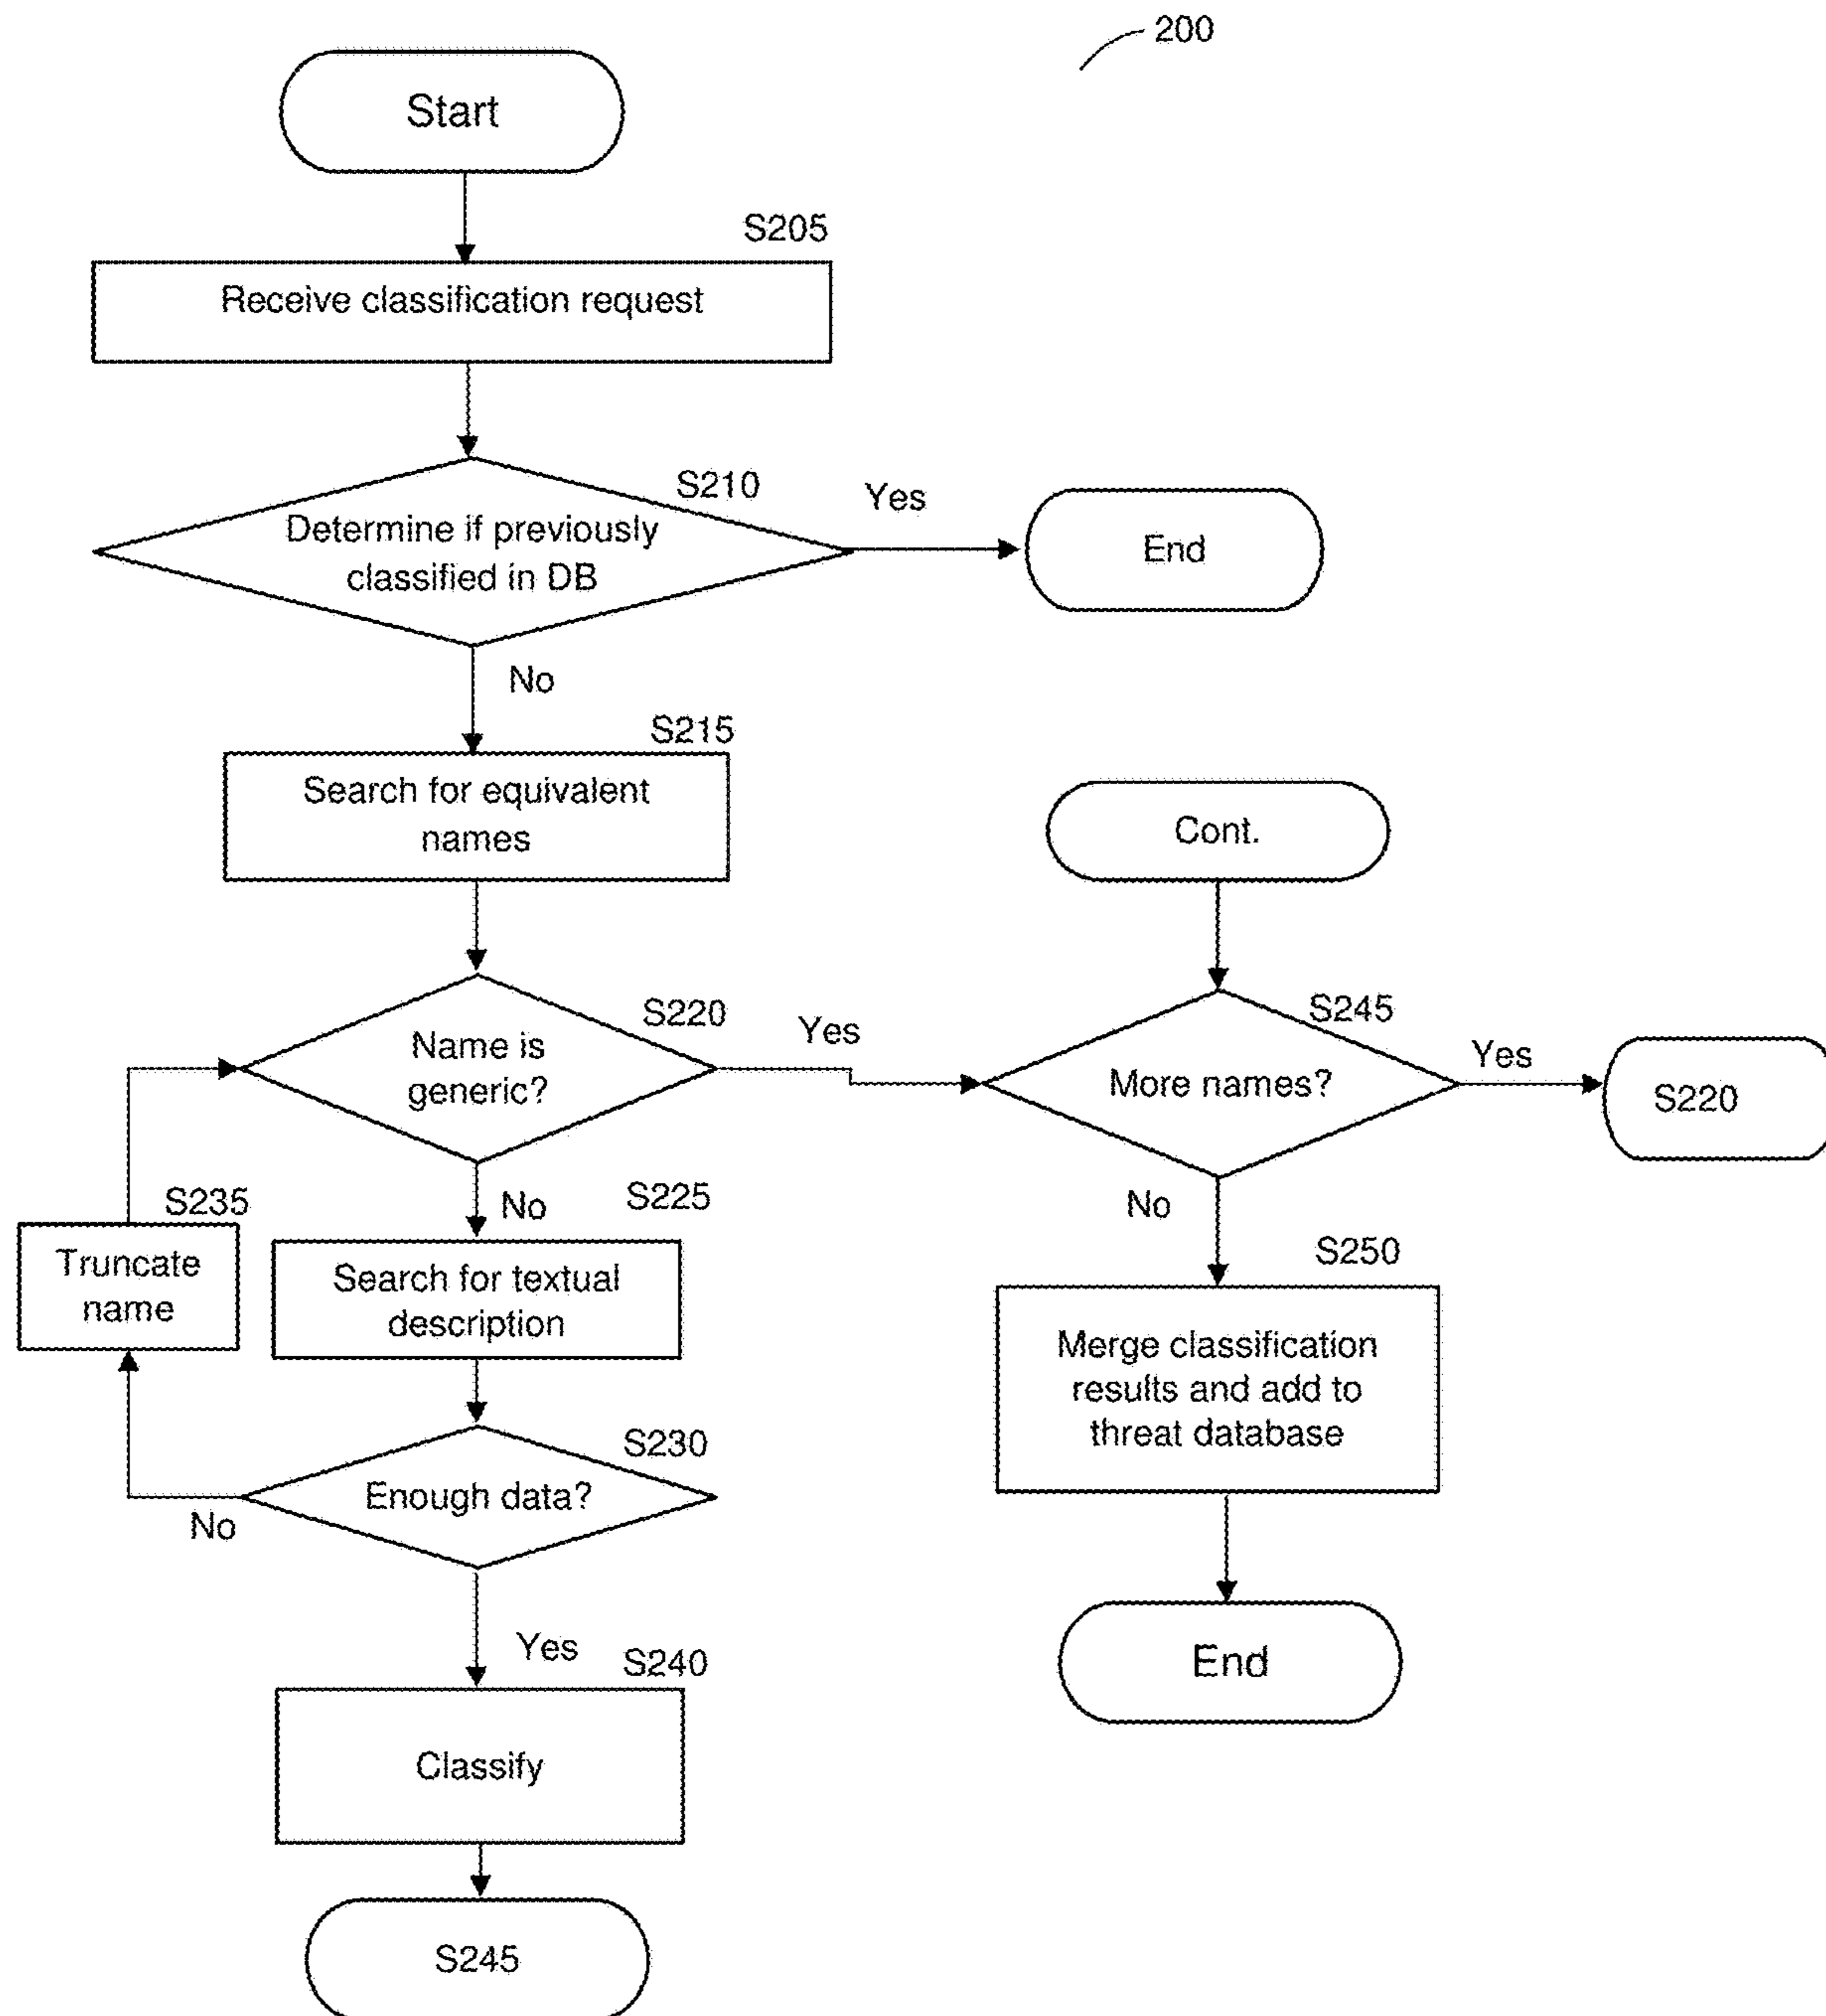 200
Start
S205
Receive classification request
S210
Determine if previously
classified in DB
Yes
End
No
S215
Search for equivalent
names
Cont.
S220
Name is
generic?
Yes
S245
More names?
Yes
S220
No
S225
S235
Truncate
name
Search for textual
description
No
S250
Merge classification
results and add to
threat database
S230
Enough data?
No
Yes
S240
Classify
End
S245